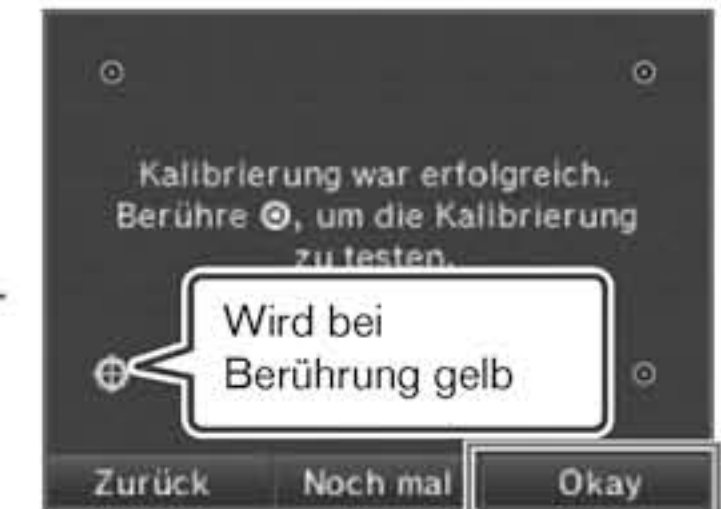 Kalibrierung war erfolgreich.
Berühre ◎, um die Kalibrierung
zu testen.
Wird bei
Berührung gelb
Zurück Noch mal Okay